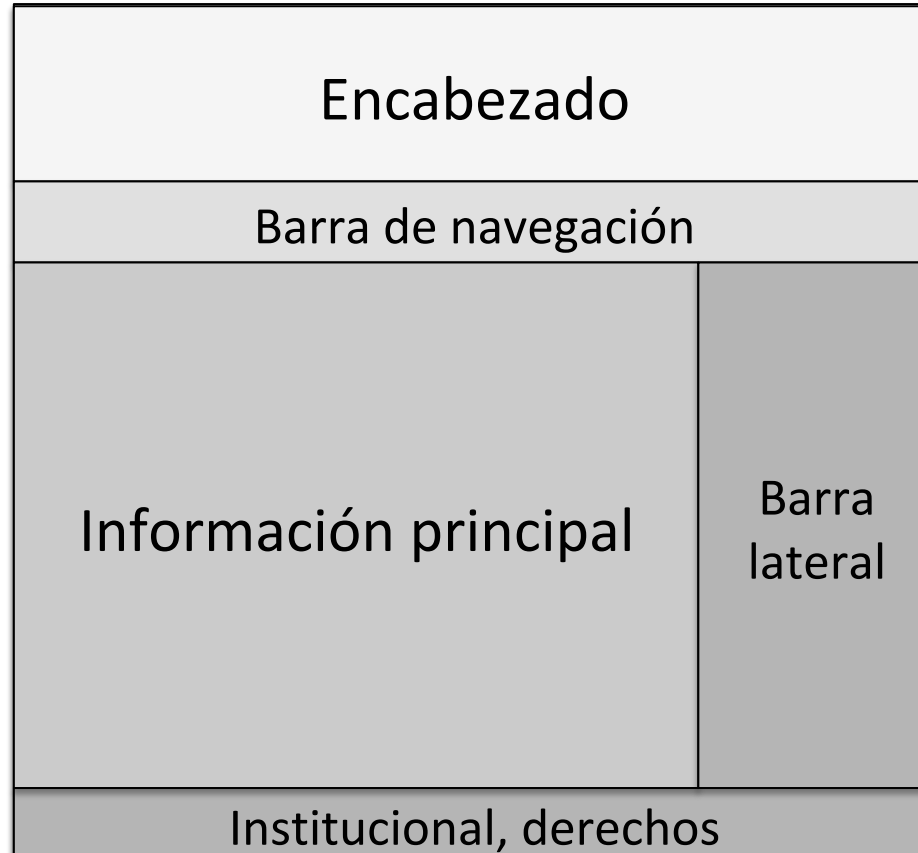 Encabezado
Barra de navegación
Información principal
Barra
lateral
Institucional, derechos